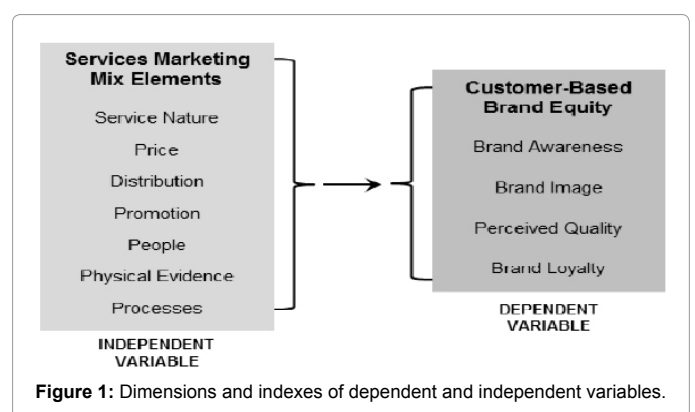 Services Marketing
Mix Elements
Service Nature
Price
Distribution
Promotion
People
Physical Evidence
Processes
INDEPENDENT
VARIABLE
Customer-Based
Brand Equity
Brand Awareness
Brand Image
Perceived Quality
Brand Loyalty
DEPENDENT
VARIABLE
Figure 1: Dimensions and indexes of dependent and independent variables.